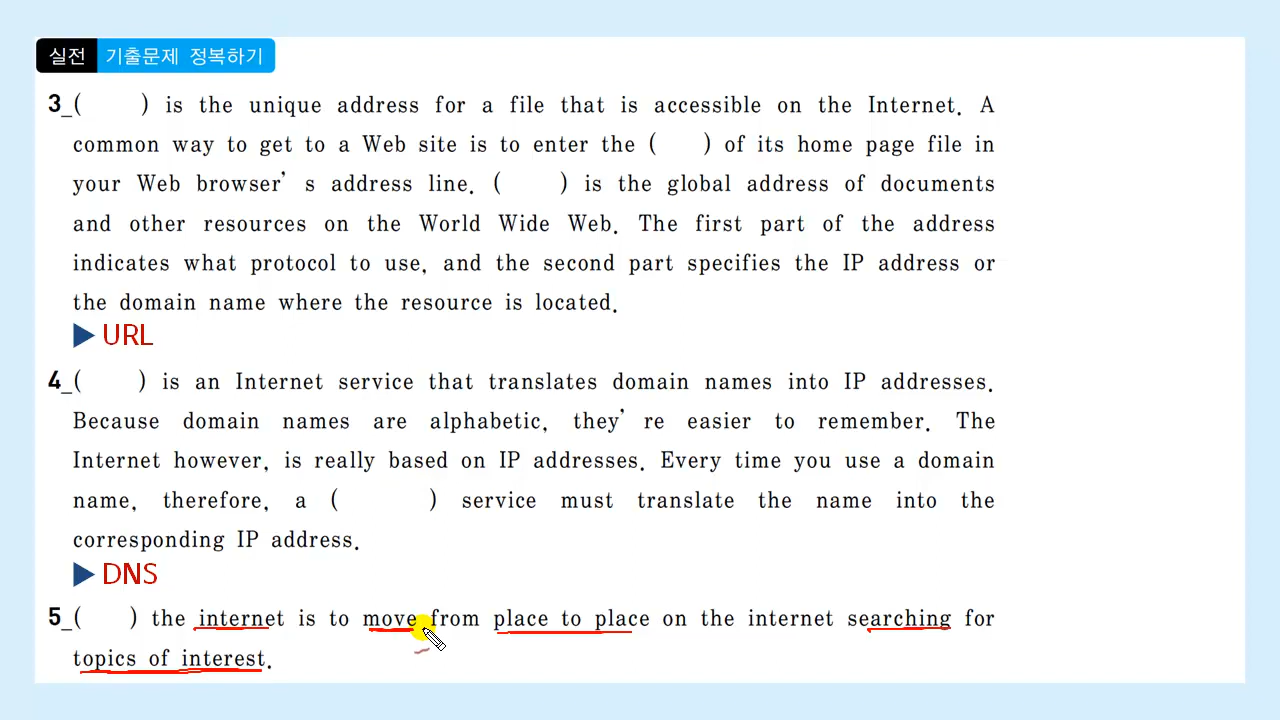 실전 기출문제 정복하기
3_( ) is the unique address for a file that is accessible on the Internet. A
common way to get to a Web site is to enter the ( ) of its home page file in
your Web browser's address line. ( ) is the global address of documents
and other resources on the World Wide Web. The first part of the address
indicates what protocol to use, and the second part specifies the IP address or
the domain name where the resource is located.
▶ URL
4_( ) is an Internet service that translates domain names into IP addresses.
Because domain names are alphabetic, they're easier to remember. The
Internet however, is really based on IP addresses. Every time you use a domain
name, therefore, a ( ) service must translate the name into the
corresponding IP address.
▶ DNS
5_( ) the internet is to move from place to place on the internet searching for
topics of interest.